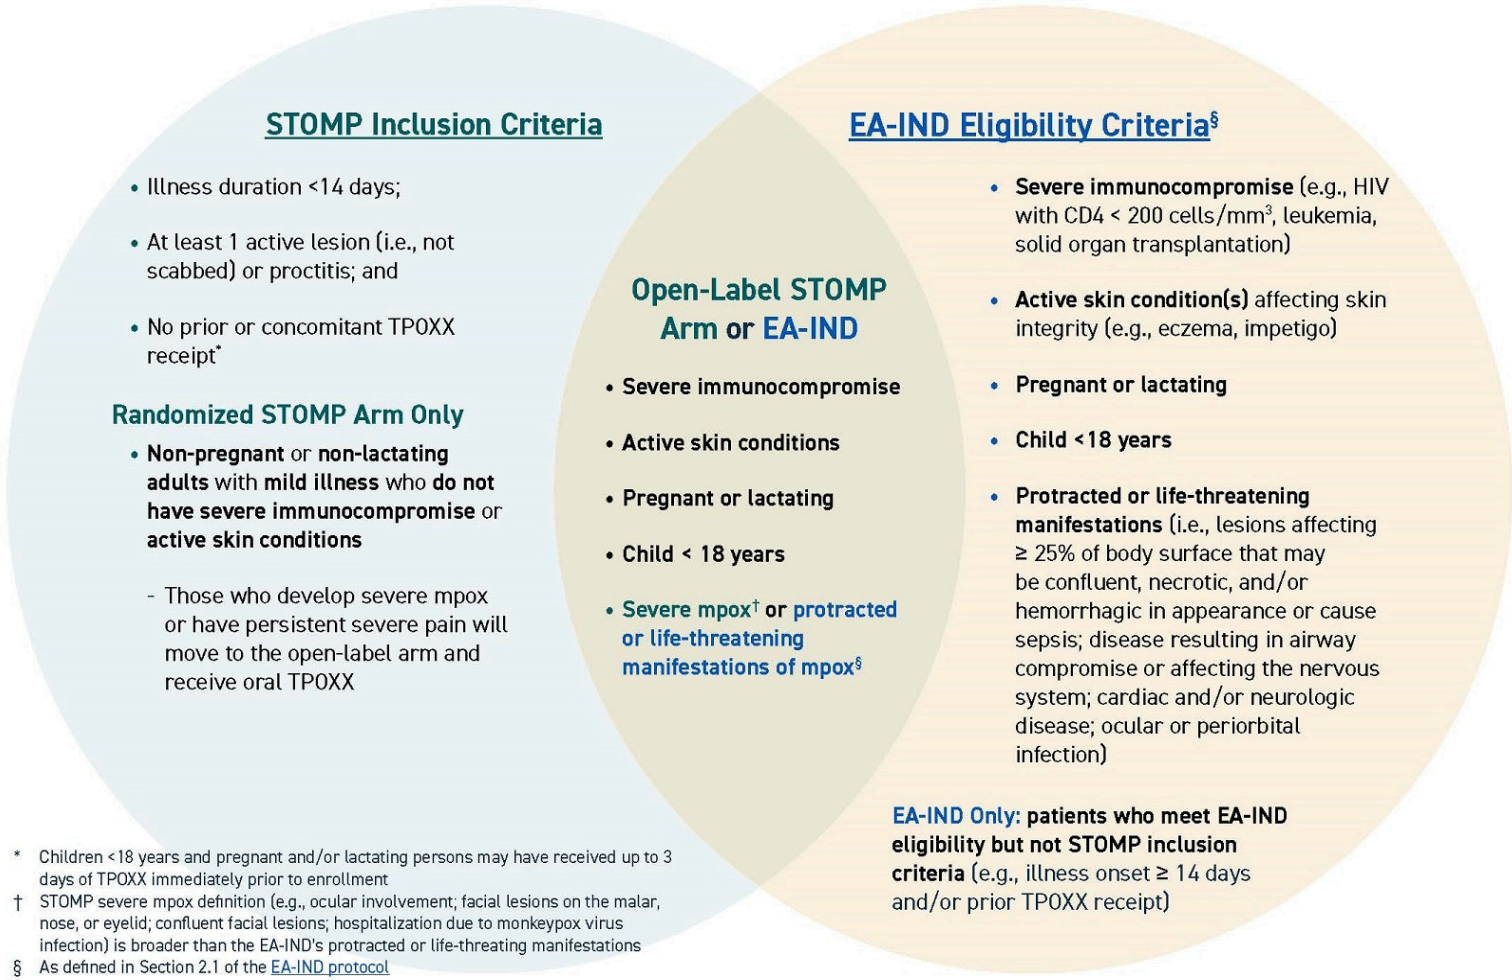 STOMP Inclusion Criteria
• Illness duration <14 days;
• At least 1 active lesion (i.e., not
scabbed) or proctitis; and
• No prior or concomitant TPOXX
receipt*
Randomized STOMP Arm Only
• Non-pregnant or non-lactating
adults with mild illness who do not
have severe immunocompromise or
active skin conditions
- Those who develop severe mpox
or have persistent severe pain will
move to the open-label arm and
receive oral TPOXX
Open-Label STOMP
Arm or EA-IND
• Severe immunocompromise
• Active skin conditions
• Pregnant or lactating
• Child < 18 years
• Severe mpox† or protracted
or life-threatening
manifestations of mpox§
EA-IND Eligibility Criteria§
• Severe immunocompromise (e.g., HIV
with CD4 < 200 cells/mm³, leukemia,
solid organ transplantation)
• Active skin condition(s) affecting skin
integrity (e.g., eczema, impetigo)
• Pregnant or lactating
• Child <18 years
• Protracted or life-threatening
manifestations (i.e., lesions affecting
≥ 25% of body surface that may
be confluent, necrotic, and/or
hemorrhagic in appearance or cause
sepsis; disease resulting in airway
compromise or affecting the nervous
system; cardiac and/or neurologic
disease; ocular or periorbital
infection)
EA-IND Only: patients who meet EA-IND
eligibility but not STOMP inclusion
criteria (e.g., illness onset ≥ 14 days
and/or prior TPOXX receipt)
* Children <18 years and pregnant and/or lactating persons may have received up to 3
days of TPOXX immediately prior to enrollment
† STOMP severe mpox definition (e.g., ocular involvement; facial lesions on the malar,
nose, or eyelid; confluent facial lesions; hospitalization due to monkeypox virus
infection) is broader than the EA-IND's protracted or life-threating manifestations
§ As defined in Section 2.1 of the EA-IND protocol